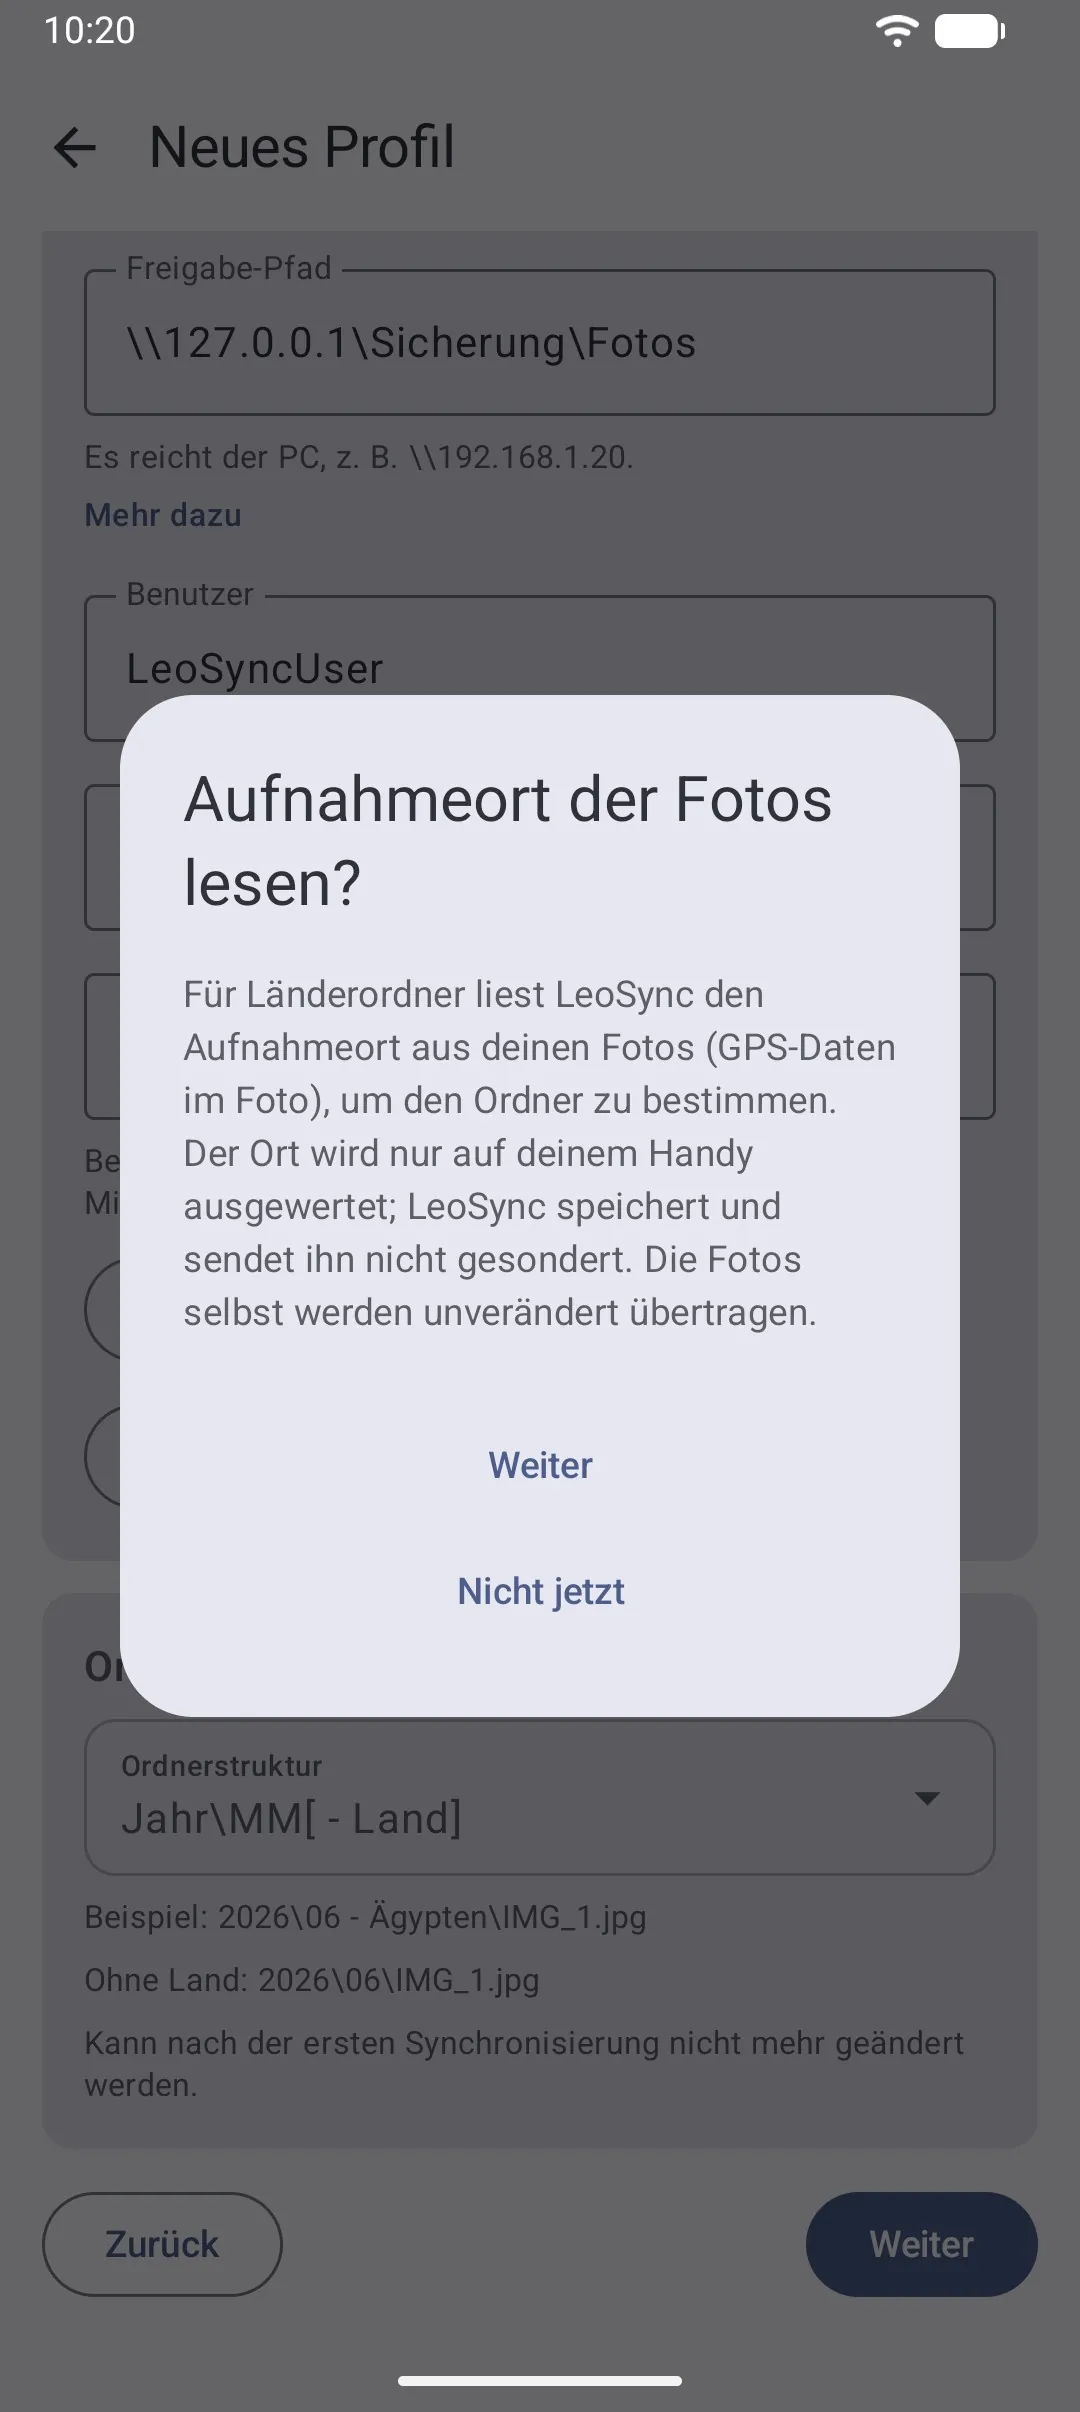 10:20
Neues Profil
Freigabe-Pfad
\\127.0.0.1\Sicherung\Fotos
Es reicht der PC, z. B. \\192.168.1.20.
Mehr dazu
Benutzer
LeoSyncUser
Aufnahmeort der Fotos
lesen?
Für Länderordner liest LeoSync den
Aufnahmeort aus deinen Fotos (GPS-Daten
im Foto), um den Ordner zu bestimmen.
Der Ort wird nur auf deinem Handy
ausgewertet; LeoSync speichert und
sendet ihn nicht gesondert. Die Fotos
selbst werden unverändert übertragen.
Weiter
Nicht jetzt
Ordnerstruktur
Jahr\MM[ - Land]
Beispiel: 2026\06 - Ägypten\IMG_1.jpg
Ohne Land: 2026\06\IMG_1.jpg
Kann nach der ersten Synchronisierung nicht mehr geändert
werden.
Zurück
Weiter